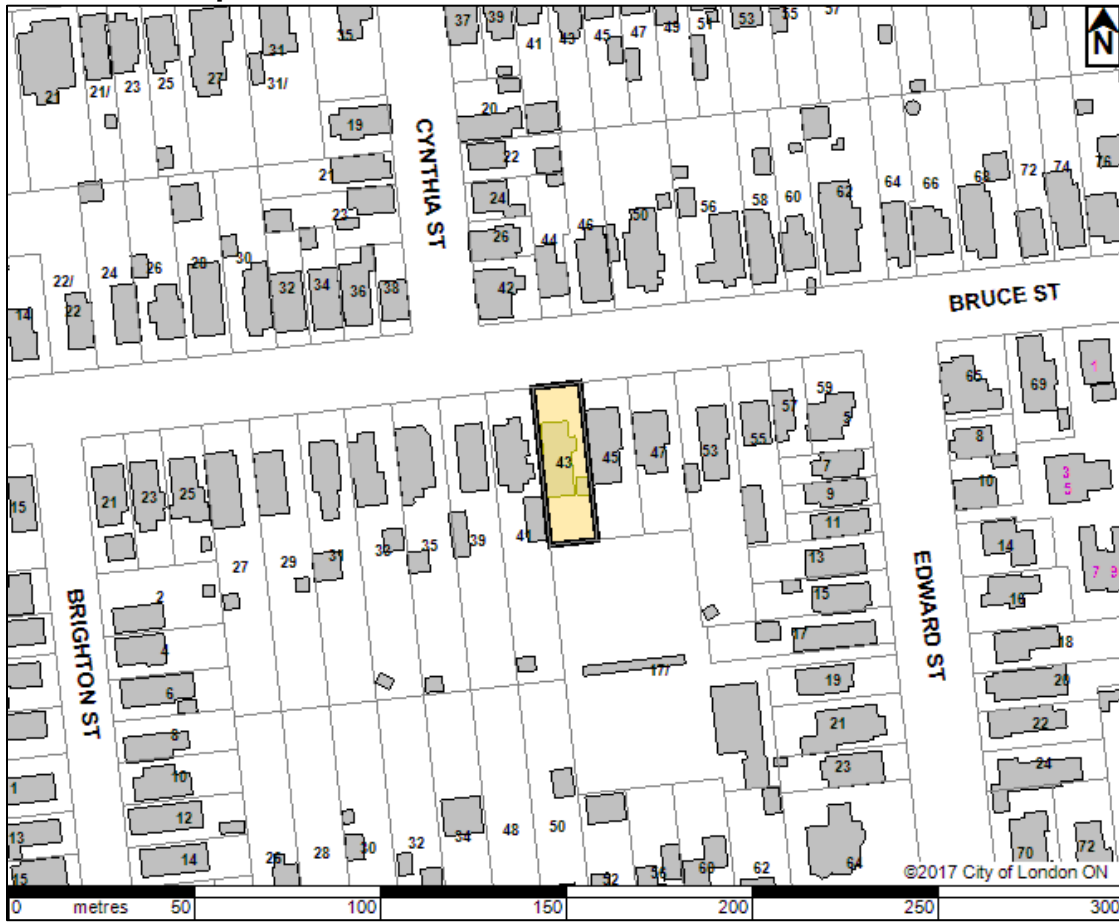 37 39 41 43 45 47 49 51 53 55 57
N
21 21/ 23 25 27 31 31/ 35
19 20
CYNTHIA ST
21 22
23 24 26
44 46 50 56 58 60 62 64 66 68 72 74 76
14 22/ 22 24 26 28 30 32 34 36 38 42
BRUCE ST
21 23 25 43 45 47 53 55 57 59 5
65 69 1
15 7 8 3 5
9 10
11
27 29 31 33 35 39 41
13 14 7 9
EDWARD ST
BRIGHTON ST
2 15 16
4 17 17/ 18
6 19 20
8 21 22
10 23 24
1 12
13 14
15 26 28 30 32 34 48 50 52 56 60 62 64 70 72
©2017 City of London ON
0 metres 50 100 150 200 250 300